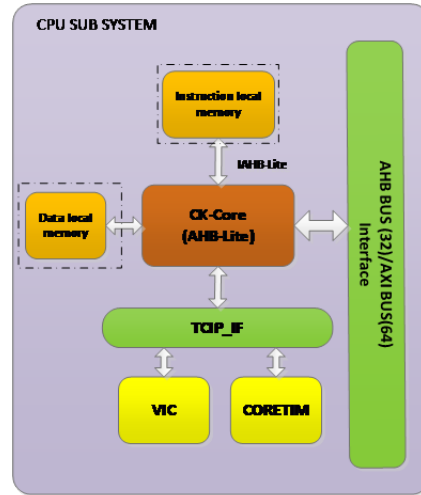 CPU SUB SYSTEM
Instruction local
memory
IAHB-Lite
Data local
memory
CK-Core
(AHB-Lite)
AHB BUS (32)/AXI BUS(64)
Interface
TCIP_IF
VIC
CORETIM